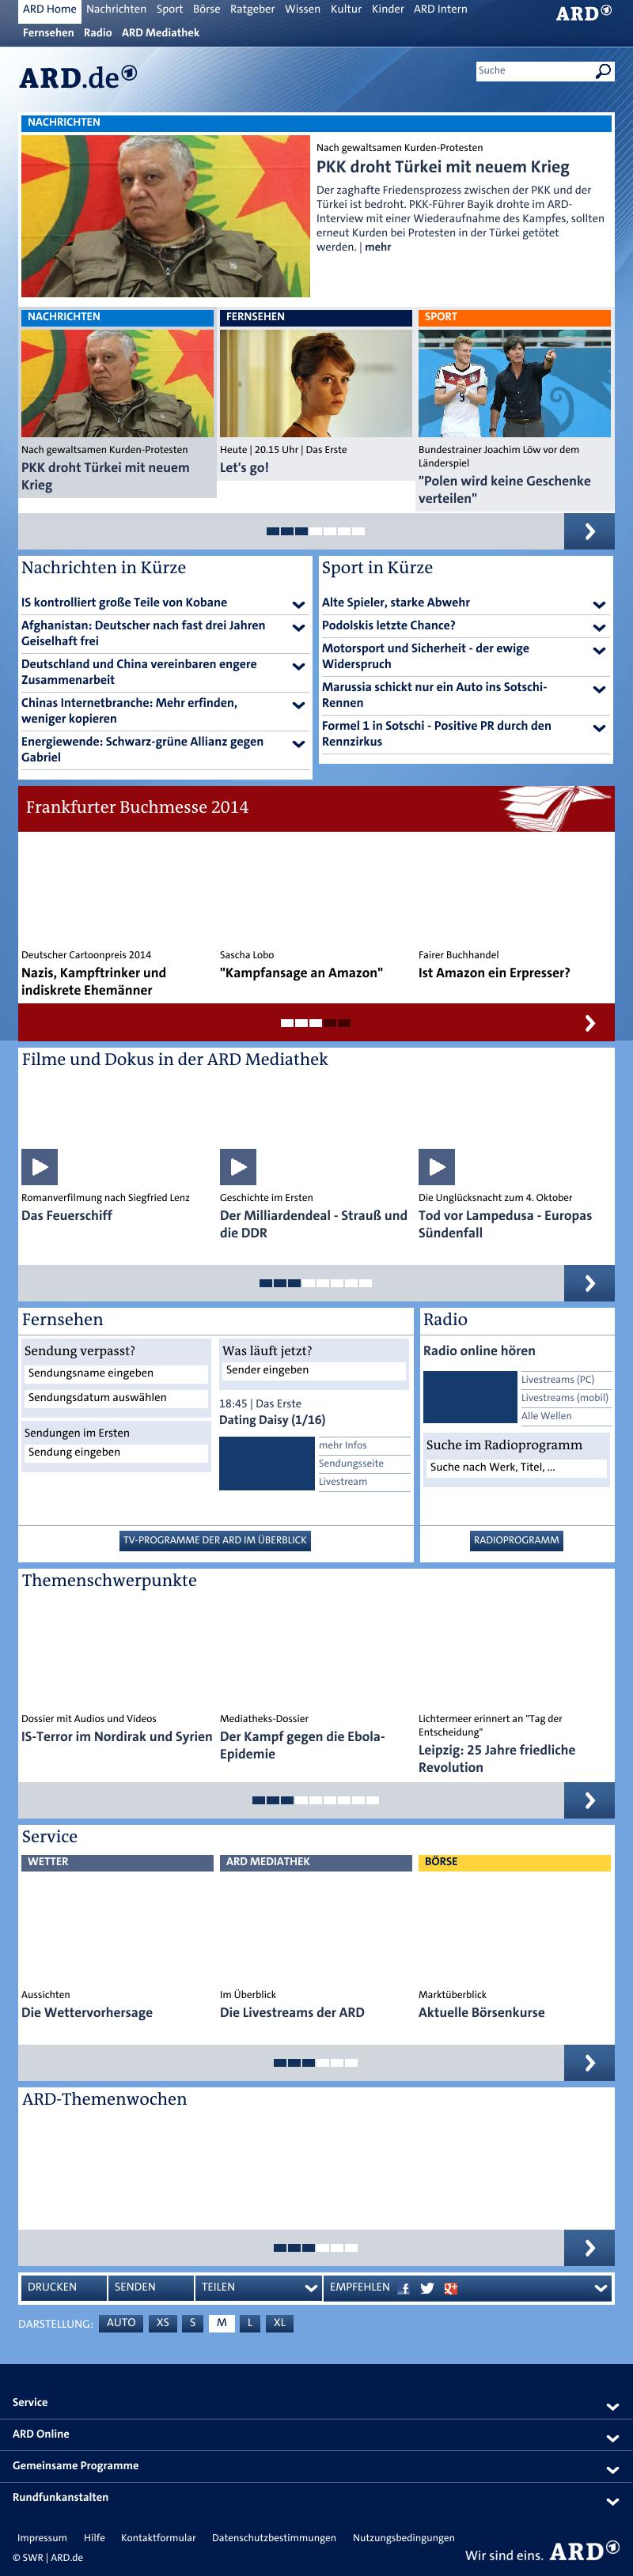 ARD Home Nachrichten Sport Börse Ratgeber Wissen Kultur Kinder ARD Intern
ARD
Fernsehen Radio ARD Mediathek
ARD.de
Suche
NACHRICHTEN
Nach gewaltsamen Kurden-Protesten
PKK droht Türkei mit neuem Krieg
Der zaghafte Friedensprozess zwischen der PKK und der
Türkei ist bedroht. PKK-Führer Bayik drohte im ARD-
Interview mit einer Wiederaufnahme des Kampfes, sollten
erneut Kurden bei Protesten in der Türkei getötet
werden. | mehr
NACHRICHTEN
Nach gewaltsamen Kurden-Protesten
PKK droht Türkei mit neuem
Krieg
FERNSEHEN
Heute | 20.15 Uhr | Das Erste
Let's go!
SPORT
Bundestrainer Joachim Löw vor dem
Länderspiel
"Polen wird keine Geschenke
verteilen"
Nachrichten in Kürze
IS kontrolliert große Teile von Kobane
Afghanistan: Deutscher nach fast drei Jahren
Geiselhaft frei
Deutschland und China vereinbaren engere
Zusammenarbeit
Chinas Internetbranche: Mehr erfinden,
weniger kopieren
Energiewende: Schwarz-grüne Allianz gegen
Gabriel
Sport in Kürze
Alte Spieler, starke Abwehr
Podolskis letzte Chance?
Motorsport und Sicherheit - der ewige
Widerspruch
Marussia schickt nur ein Auto ins Sotschi-
Rennen
Formel 1 in Sotschi - Positive PR durch den
Rennzirkus
Frankfurter Buchmesse 2014
Deutscher Cartoonpreis 2014
Nazis, Kampftrinker und
indiskrete Ehemänner
Sascha Lobo
"Kampfansage an Amazon"
Fairer Buchhandel
Ist Amazon ein Erpresser?
Filme und Dokus in der ARD Mediathek
Romanverfilmung nach Siegfried Lenz
Das Feuerschiff
Geschichte im Ersten
Der Milliardendeal - Strauß und
die DDR
Die Unglücksnacht zum 4. Oktober
Tod vor Lampedusa - Europas
Sündenfall
Fernsehen
Sendung verpasst?
Sendungsname eingeben
Sendungsdatum auswählen
Sendungen im Ersten
Sendung eingeben
Was läuft jetzt?
Sender eingeben
18:45 | Das Erste
Dating Daisy (1/16)
mehr Infos
Sendungsseite
Livestream
TV-PROGRAMME DER ARD IM ÜBERBLICK
Radio
Radio online hören
Livestreams (PC)
Livestreams (mobil)
Alle Wellen
Suche im Radioprogramm
Suche nach Werk, Titel, ...
RADIOPROGRAMM
Themenschwerpunkte
Dossier mit Audios und Videos
IS-Terror im Nordirak und Syrien
Mediatheks-Dossier
Der Kampf gegen die Ebola-
Epidemie
Lichtermeer erinnert an "Tag der
Entscheidung"
Leipzig: 25 Jahre friedliche
Revolution
Service
WETTER
Aussichten
Die Wettervorhersage
ARD MEDIATHEK
Im Überblick
Die Livestreams der ARD
BÖRSE
Marktüberblick
Aktuelle Börsenkurse
ARD-Themenwochen
DRUCKEN SENDEN TEILEN EMPFEHLEN
DARSTELLUNG: AUTO XS S M L XL
Service
ARD Online
Gemeinsame Programme
Rundfunkanstalten
Impressum Hilfe Kontaktformular Datenschutzbestimmungen Nutzungsbedingungen
© SWR | ARD.de
Wir sind eins. ARD